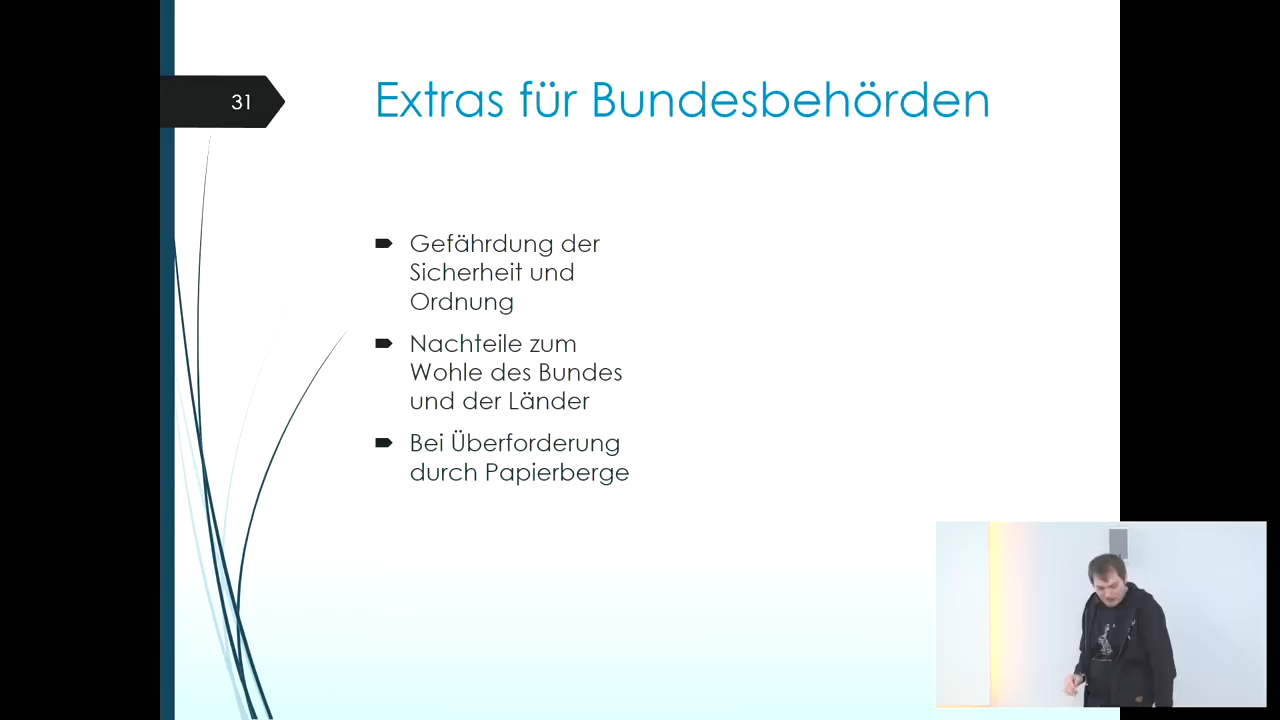 31
Extras für Bundesbehörden
Gefährdung der
Sicherheit und
Ordnung
Nachteile zum
Wohle des Bundes
und der Länder
Bei Überforderung
durch Papierberge